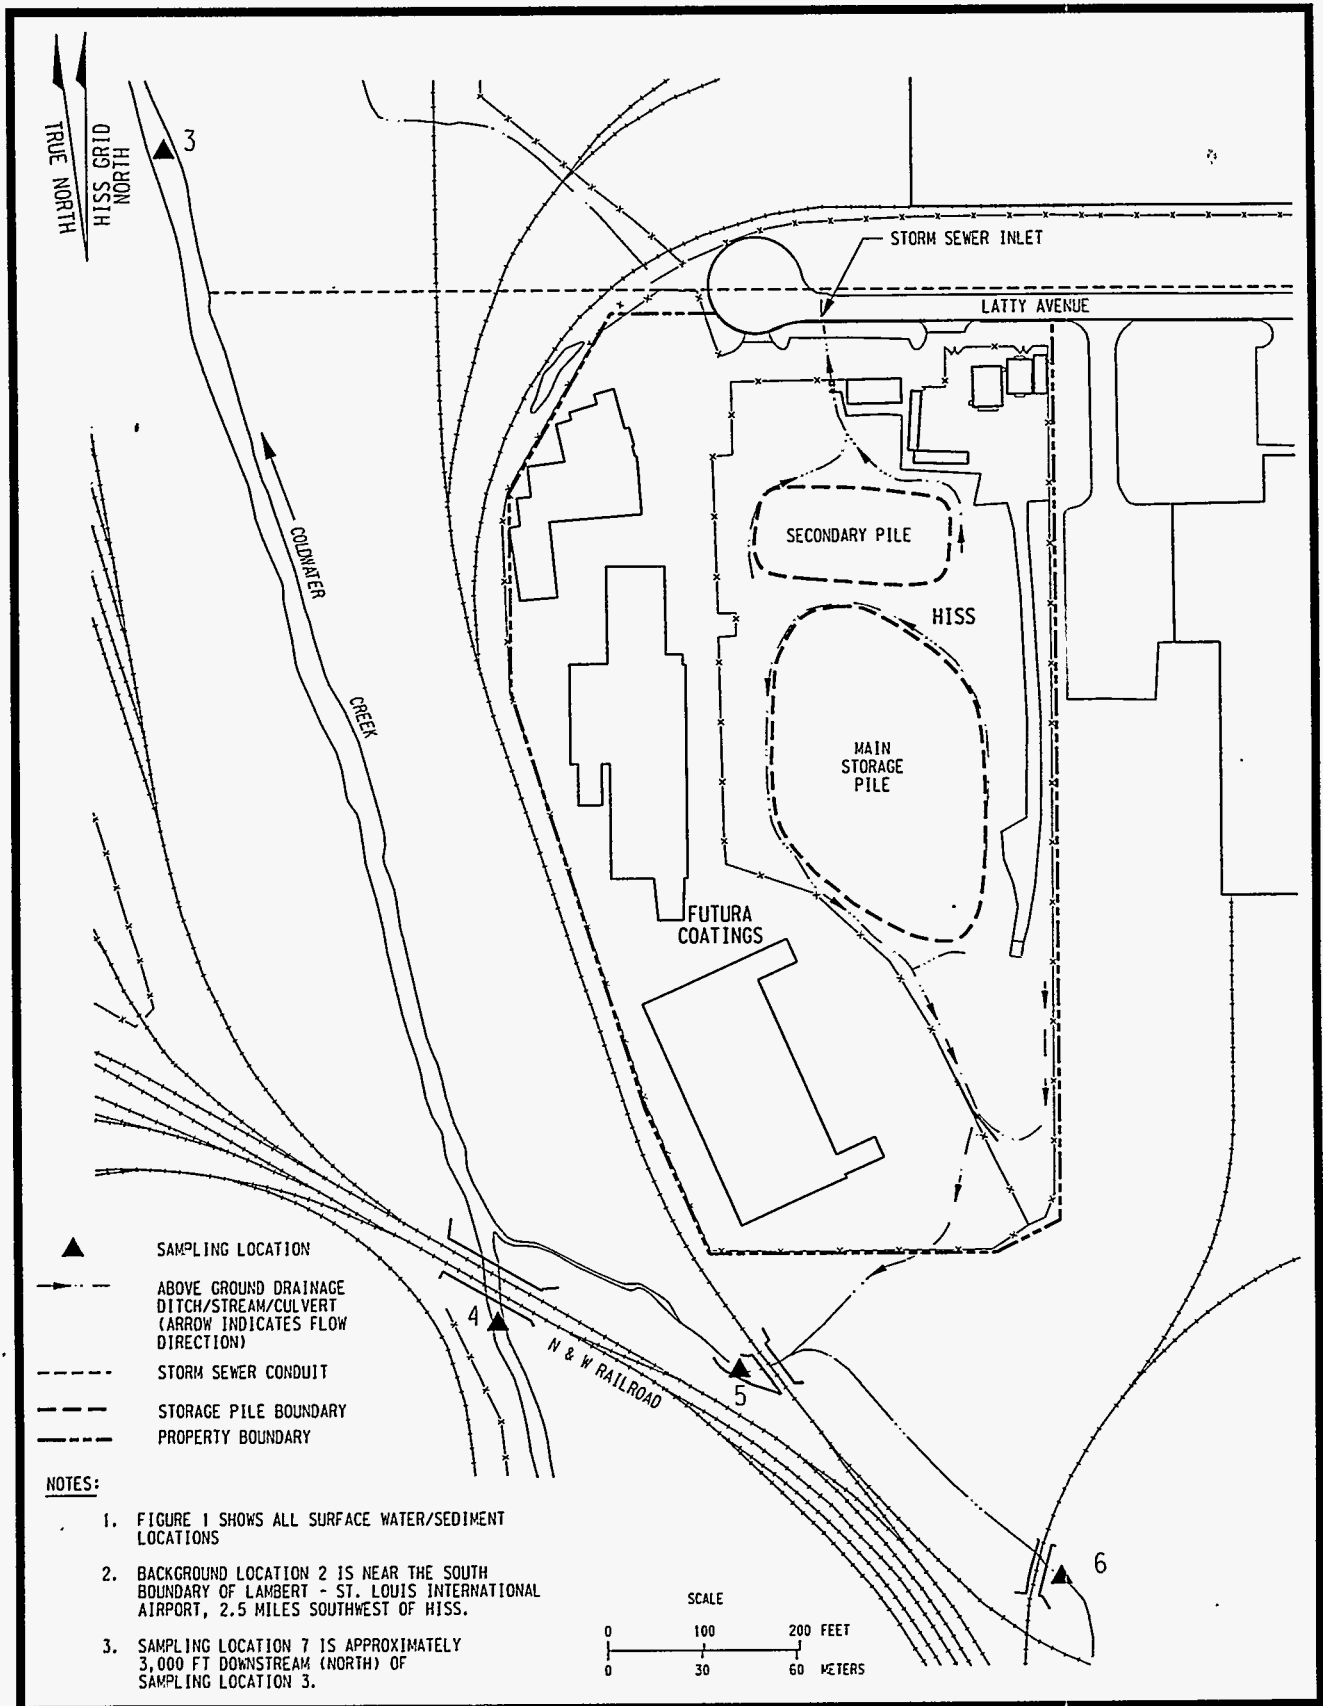 TRUE NORTH
HISS GRID
NORTH
3
STORM SEWER INLET
LATTY AVENUE
COLDWATER
CREEK
SECONDARY PILE
HISS
MAIN
STORAGE
PILE
FUTURA
COATINGS
4
N & W RAILROAD
5
6
SAMPLING LOCATION
ABOVE GROUND DRAINAGE
DITCH/STREAM/CULVERT
(ARROW INDICATES FLOW
DIRECTION)
STORM SEWER CONDUIT
STORAGE PILE BOUNDARY
PROPERTY BOUNDARY
NOTES:
1. FIGURE 1 SHOWS ALL SURFACE WATER/SEDIMENT
LOCATIONS
2. BACKGROUND LOCATION 2 IS NEAR THE SOUTH
BOUNDARY OF LAMBERT - ST. LOUIS INTERNATIONAL
AIRPORT, 2.5 MILES SOUTHWEST OF HISS.
3. SAMPLING LOCATION 7 IS APPROXIMATELY
3,000 FT DOWNSTREAM (NORTH) OF
SAMPLING LOCATION 3.
SCALE
0 100 200 FEET
0 30 60 METERS